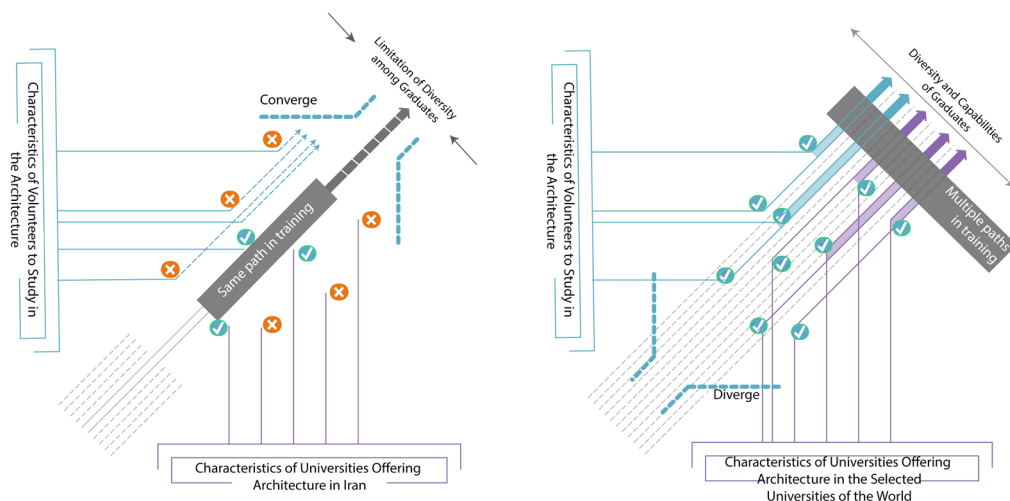 Characteristics of Volunteers to Study in
the Architecture
Converge
Limitation of Diversity
among Graduates
Same path in training
Characteristics of Universities Offering
Architecture in Iran
Characteristics of Volunteers to Study in
the Architecture
Diversity and Capabilities
of Graduates
Multiple paths
in training
Diverge
Characteristics of Universities Offering
Architecture in the Selected
Universities of the World